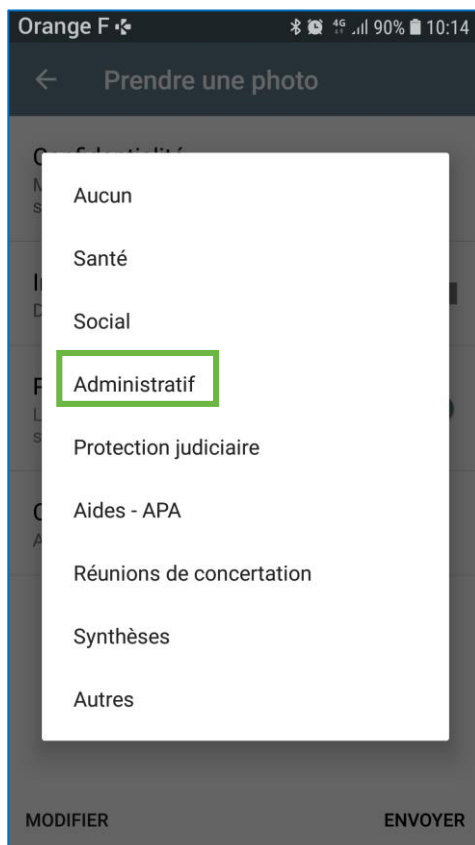 Orange F 4G 90% 10:14
Prendre une photo
Aucun
Santé
Social
Administratif
Protection judiciaire
Aides - APA
Réunions de concertation
Synthèses
Autres
MODIFIER ENVOYER